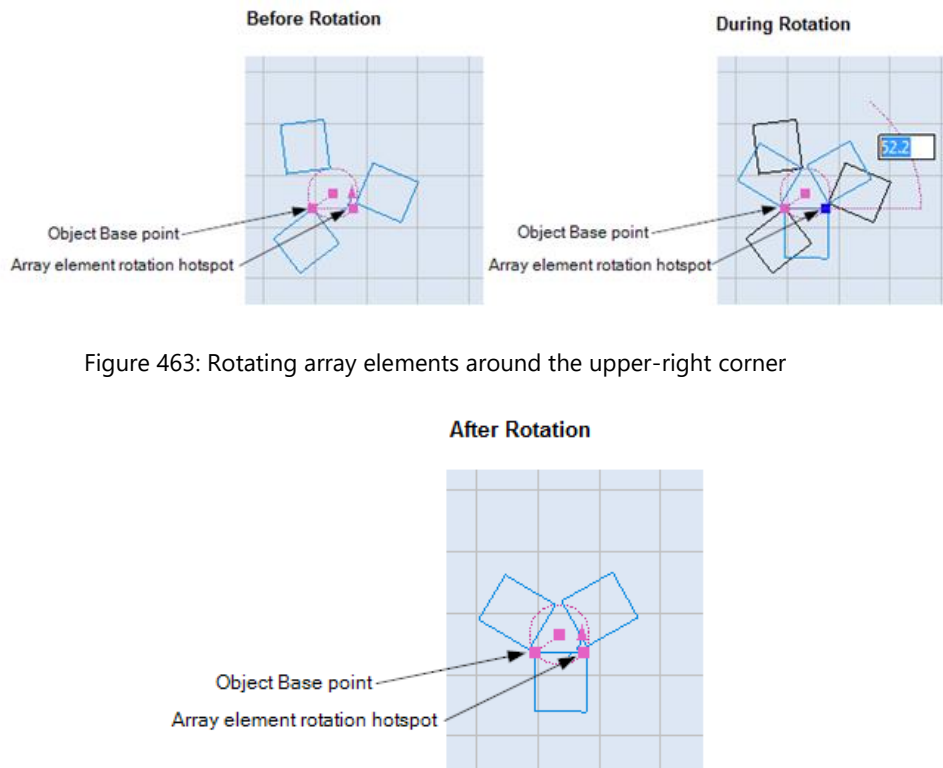 Before Rotation
During Rotation
52.2
Object Base point
Array element rotation hotspot
Object Base point
Array element rotation hotspot
Figure 463: Rotating array elements around the upper-right corner
After Rotation
Object Base point
Array element rotation hotspot